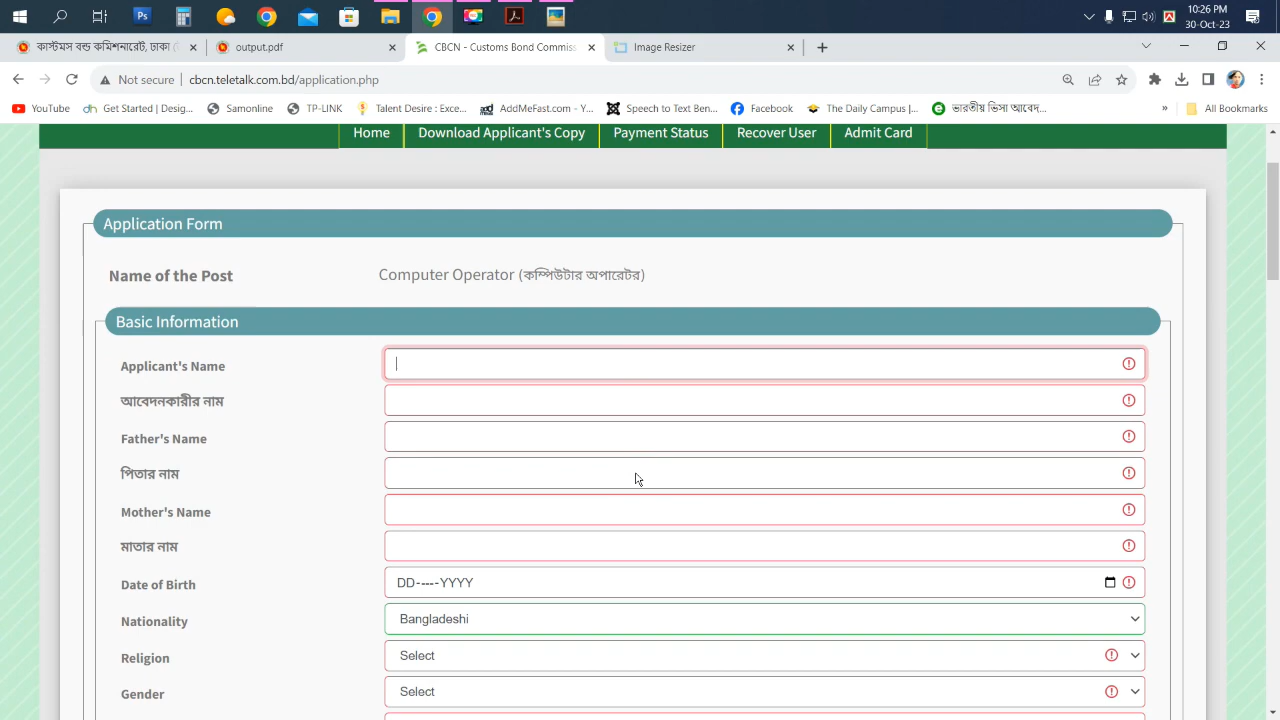 Ps
10:26 PM
30-Oct-23
কাস্টমস বন্ড কমিশনারেট, ঢাকা
output.pdf
CBCN - Customs Bond Commiss
Image Resizer
Not secure
cbcn.teletalk.com.bd/application.php
YouTube
Get Started | Desig...
Samonline
TP-LINK
Talent Desire : Exce...
AddMeFast.com - Y...
Speech to Text Ben...
Facebook
The Daily Campus |...
ভারতীয় ভিসা আবেদ...
»
All Bookmarks
Home
Download Applicant's Copy
Payment Status
Recover User
Admit Card
Application Form
Name of the Post
Computer Operator (কম্পিউটার অপারেটর)
Basic Information
Applicant's Name
আবেদনকারীর নাম
Father's Name
পিতার নাম
Mother's Name
মাতার নাম
Date of Birth
DD-----YYYY
Nationality
Bangladeshi
Religion
Select
Gender
Select